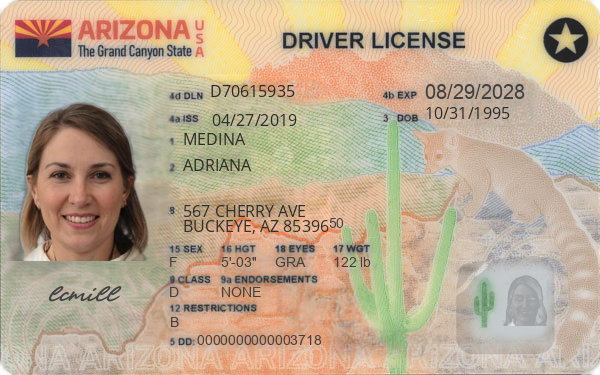 ARIZONA USA
The Grand Canyon State
DRIVER LICENSE
4d DLN D70615935
4b EXP 08/29/2028
4a ISS 04/27/2019
3 DOB 10/31/1995
1 MEDINA
2 ADRIANA
8 567 CHERRY AVE
BUCKEYE, AZ 8539650
15 SEX 16 HGT 18 EYES 17 WGT
F 5'-03" GRA 122 lb
9 CLASS 9a ENDORSEMENTS
D NONE
12 RESTRICTIONS
B
5 DD: 0000000000003718
lcmill
ARIZONA ARIZONA ARIZONA ARIZONA